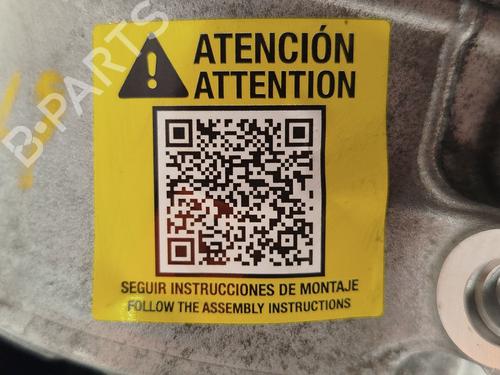 B-PARTS
ATENCIÓN
ATTENTION
SEGUIR INSTRUCCIONES DE MONTAJE
FOLLOW THE ASSEMBLY INSTRUCTIONS